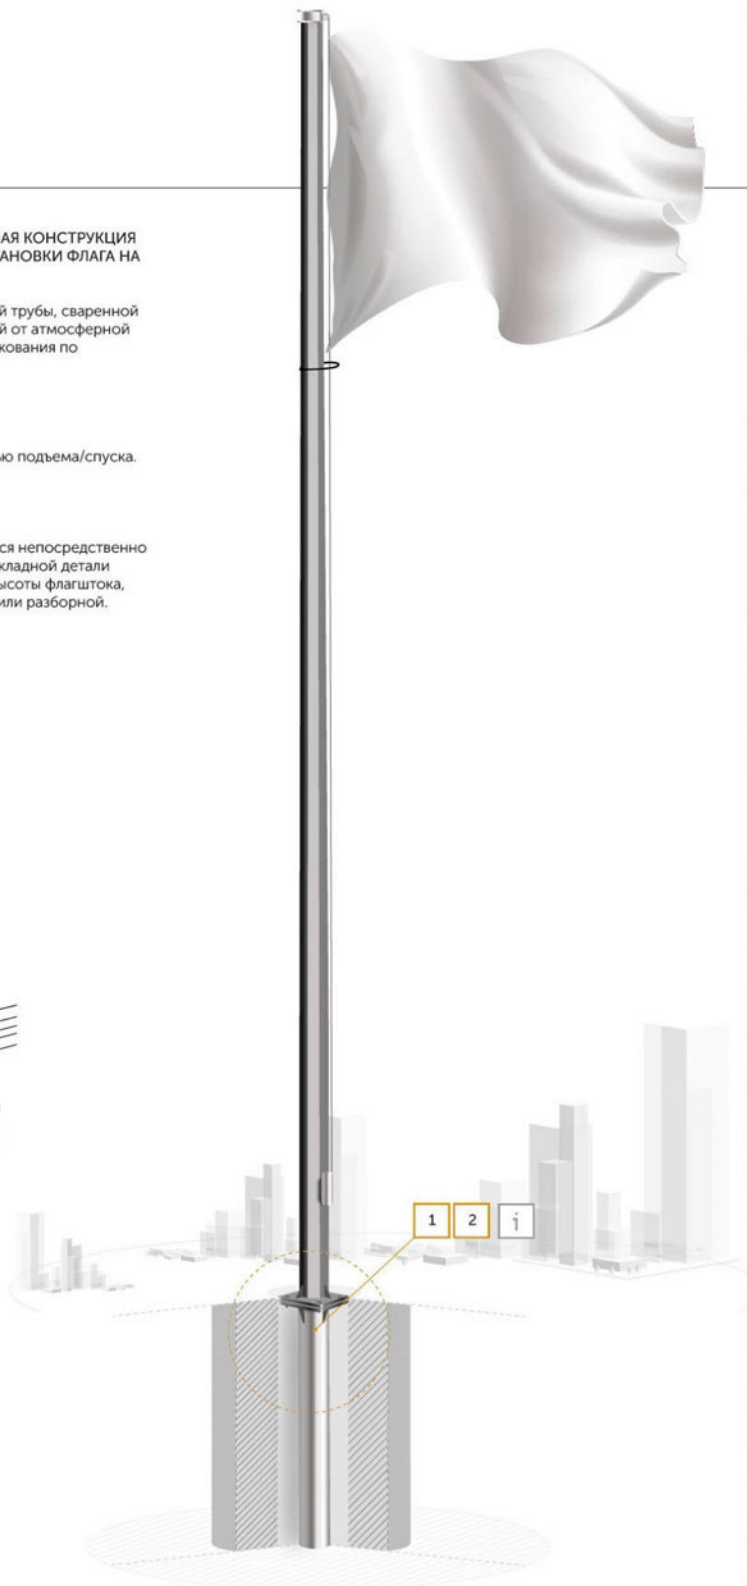 АЯ КОНСТРУКЦИЯ
АНОВКИ ФЛАГА НА
й трубы, сваренной
й от атмосферной
кования по
ю подъема/спуска.
ся непосредственно
кладной детали
ысоты флагштока,
или разборной.
1 2 i